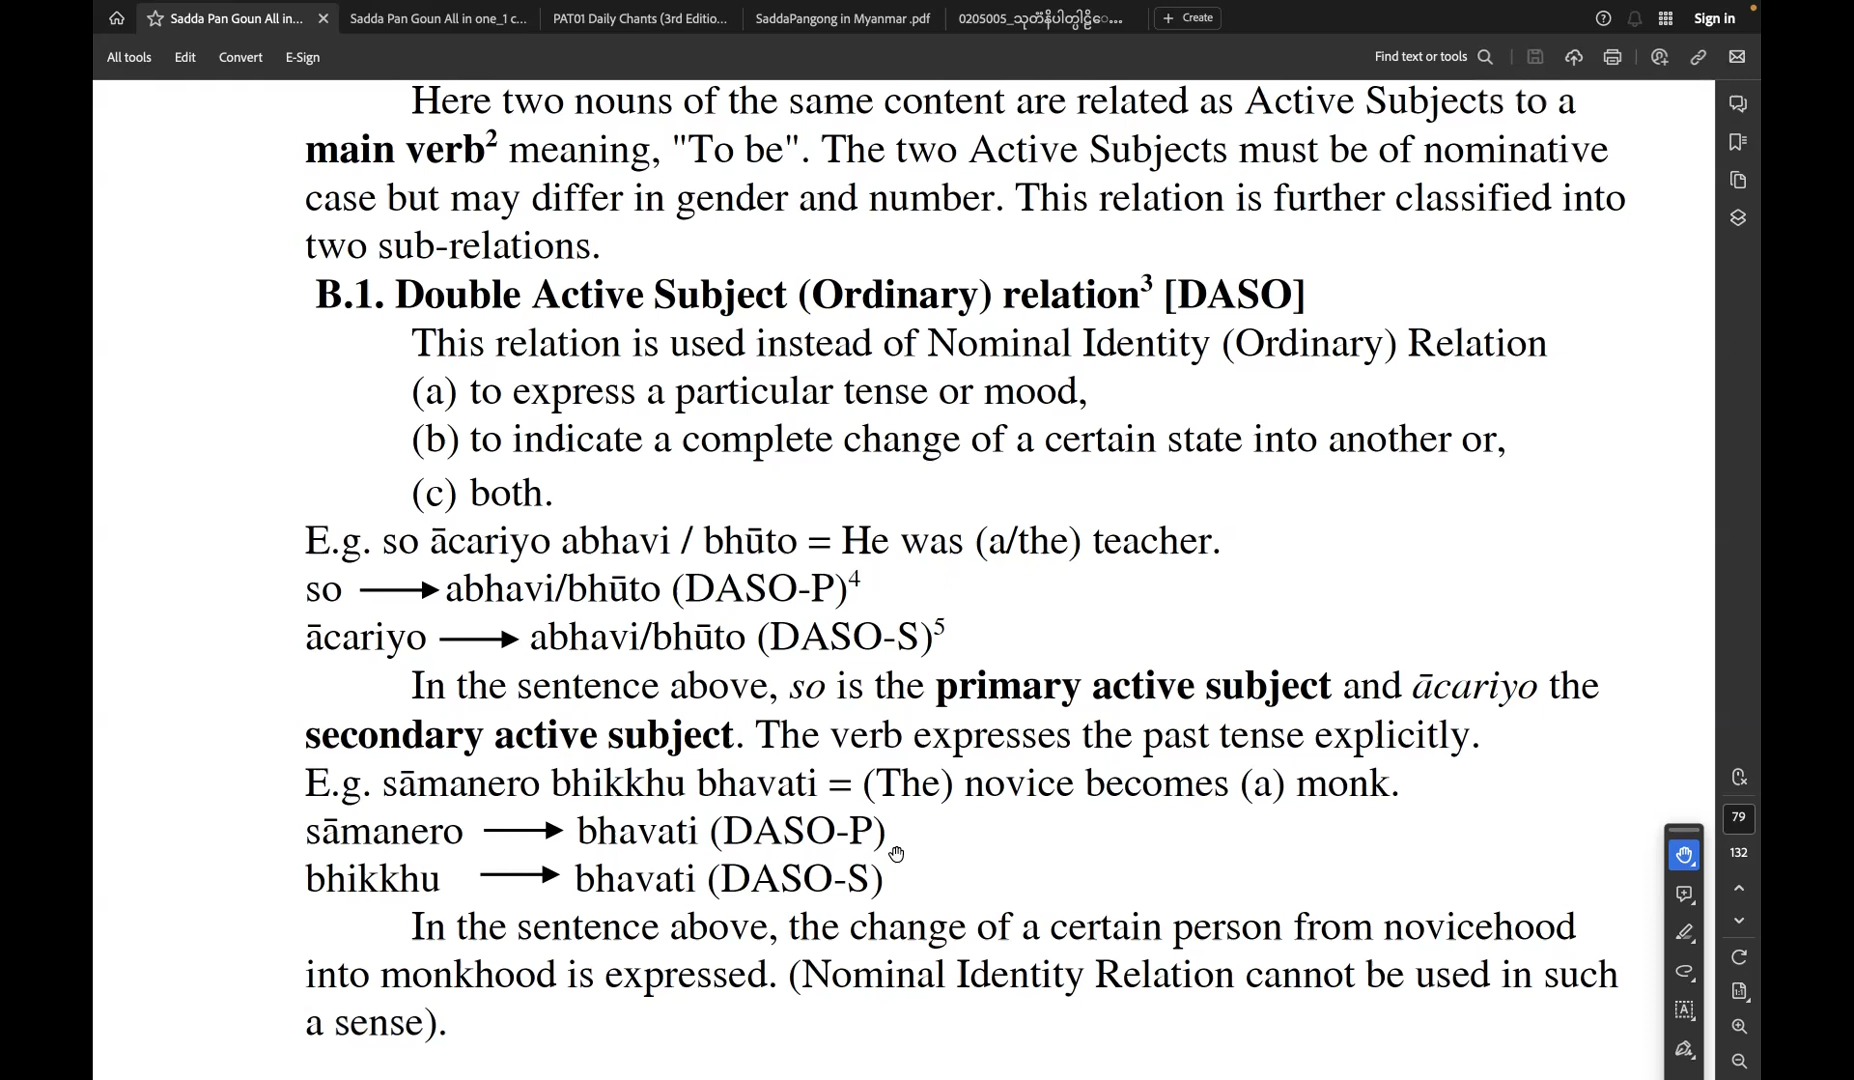 Sadda Pan Goun All in...
Sadda Pan Goun All in one_1 c...
PAT01 Daily Chants (3rd Editio...
SaddaPangong in Myanmar .pdf
Create
Sign in
All tools
Edit
Convert
E-Sign
Find text or tools
Here two nouns of the same content are related as Active Subjects to a
main verb² meaning, "To be". The two Active Subjects must be of nominative
case but may differ in gender and number. This relation is further classified into
two sub-relations.
B.1. Double Active Subject (Ordinary) relation³ [DASO]
This relation is used instead of Nominal Identity (Ordinary) Relation
(a) to express a particular tense or mood,
(b) to indicate a complete change of a certain state into another or,
(c) both.
E.g. so ācariyo abhavi / bhūto = He was (a/the) teacher.
so → abhavi/bhūto (DASO-P)⁴
ācariyo → abhavi/bhūto (DASO-S)⁵
In the sentence above, so is the primary active subject and ācariyo the
secondary active subject. The verb expresses the past tense explicitly.
E.g. sāmanero bhikkhu bhavati = (The) novice becomes (a) monk.
sāmanero → bhavati (DASO-P)
bhikkhu → bhavati (DASO-S)
In the sentence above, the change of a certain person from novicehood
into monkhood is expressed. (Nominal Identity Relation cannot be used in such
a sense).
79
132